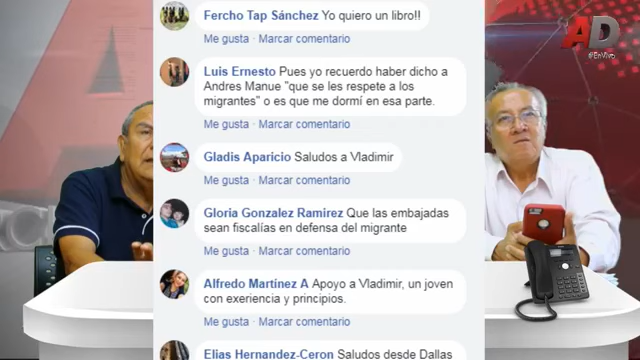 AD
#EnVivo
Fercho Tap Sánchez Yo quiero un libro!!
Me gusta · Marcar comentario
Luis Ernesto Pues yo recuerdo haber dicho a
Andres Manue "que se les respete a los
migrantes" o es que me dormí en esa parte.
Me gusta · Marcar comentario
Gladis Aparicio Saludos a Vladimir
Me gusta · Marcar comentario
Gloria Gonzalez Ramirez Que las embajadas
sean fiscalías en defensa del migrante
Me gusta · Marcar comentario
Alfredo Martínez A Apoyo a Vladimir, un joven
con exeriencia y principios.
Me gusta · Marcar comentario
Elias Hernandez-Ceron Saludos desde Dallas